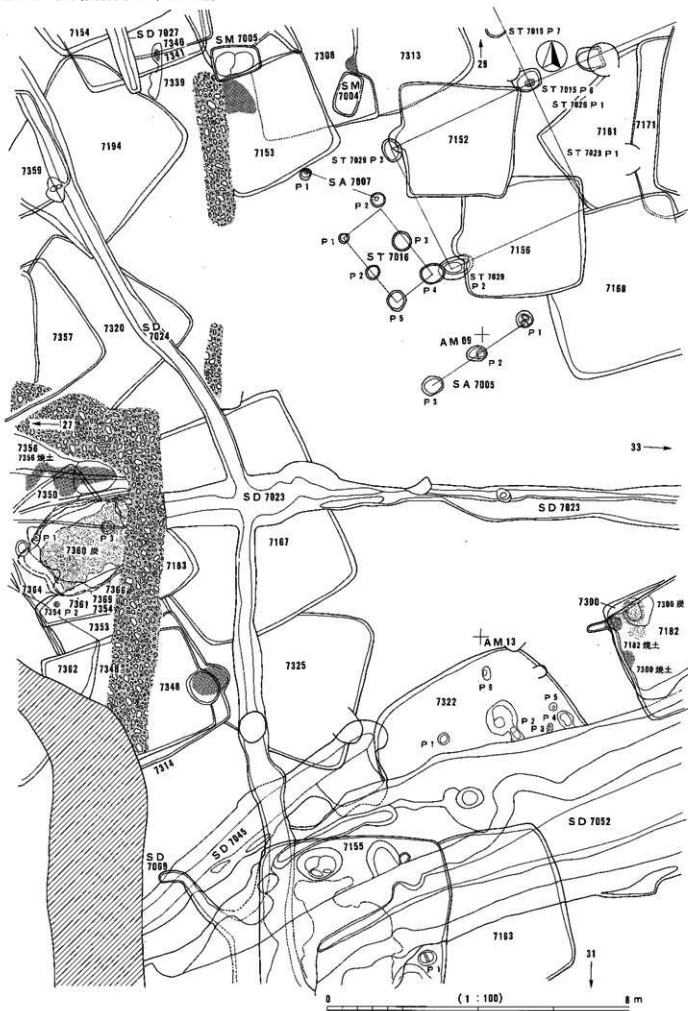 7154
SD 7027
7340
7341
7339
SM 7005
7308
SM
7004
7313
29
ST 7015 P 7
ST 7015 P 6
ST 7026 P 1
7161
7171
ST 7029 P 1
7194
7359
7153
ST 7029 P 3
7152
P 1
SA 7007
P 2
P 1
P 3
ST 7016
P 2
P 4
P 5
7156
ST 7029
P 2
7168
7357
7320
SD
7024
AM 09
P 1
P 2
P 3
SA 7005
27
7356
7356 焼土
7350
33
SD 7023
SD 7023
P 1
P 3
7360 炭
7163
7167
7364
7366
7361
7369
7354 P 2
7354
7353
7362
7348
7348
7325
7314
AM 13
7300
7300 炭
7182
7182 焼土
7300 焼土
7322
P 6
P 5
P 2
P 4
P 3
P 1
SD 7052
SD 7045
SD
7069
7155
7163
P 1
31
0 (1 : 100) 8 m